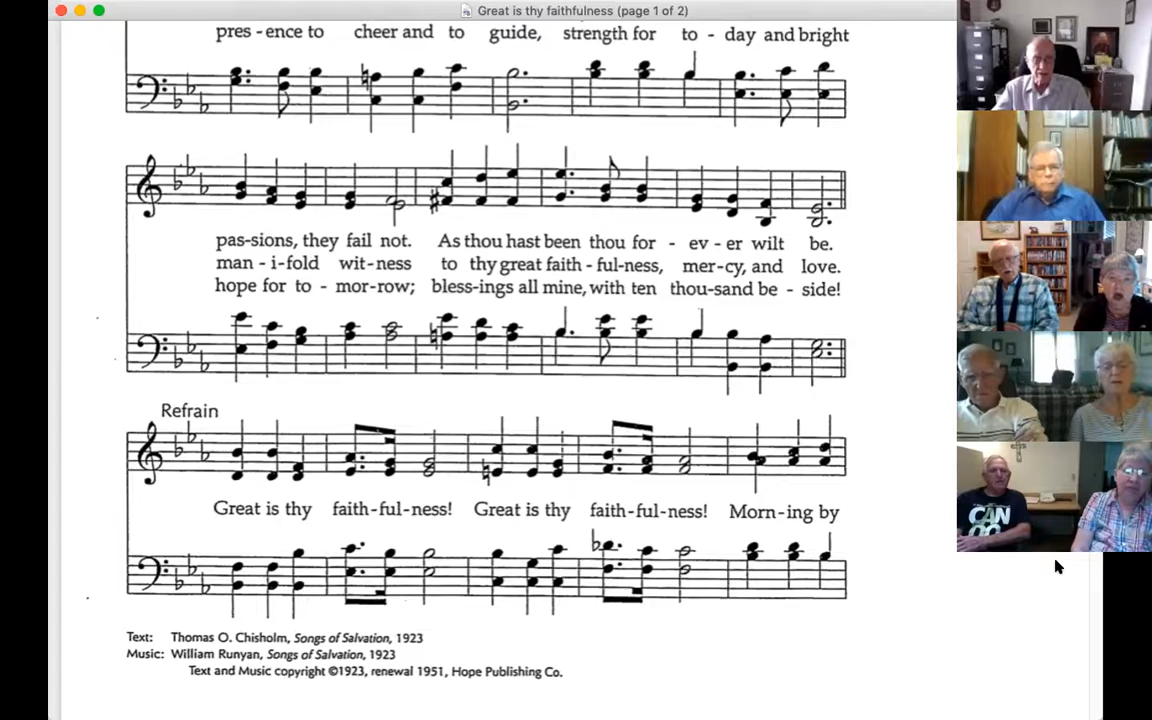 Great is thy faithfulness (page 1 of 2)
pres - ence to cheer and to guide, strength for to - day and bright
pas-sions, they fail not. As thou hast been thou for - ev - er wilt be.
man - i-fold wit-ness to thy great faith - ful-ness, mer-cy, and love.
hope for to - mor-row; bless-ings all mine, with ten thou-sand be - side!
Refrain
Great is thy faith-ful-ness! Great is thy faith-ful-ness! Morn-ing by
Text: Thomas O. Chisholm, Songs of Salvation, 1923
Music: William Runyan, Songs of Salvation, 1923
Text and Music copyright ©1923, renewal 1951, Hope Publishing Co.
CAN